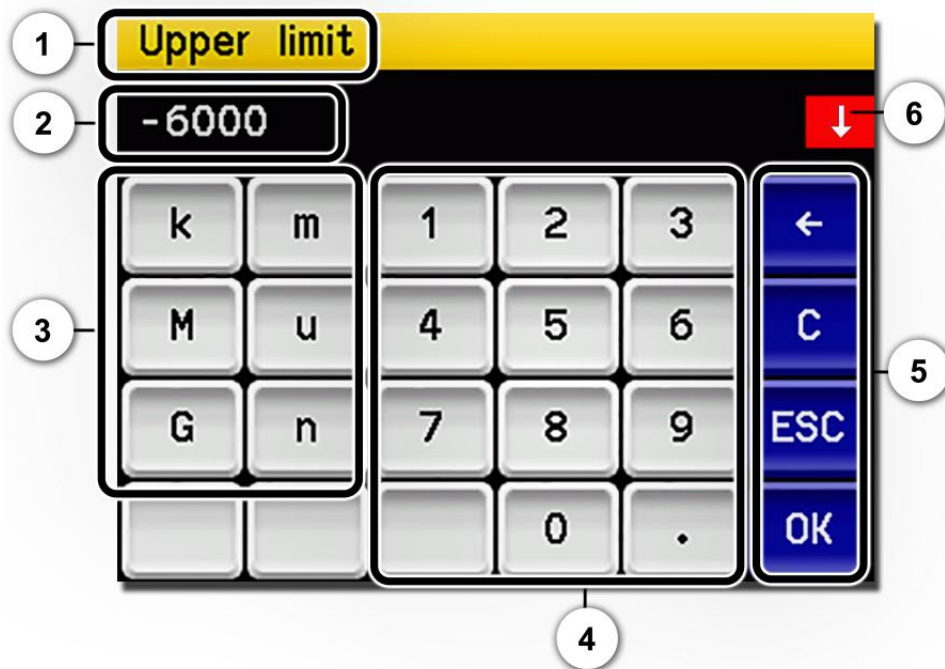 1 Upper limit
2 -6000 ↓ 6
k m 1 2 3 ←
3 M u 4 5 6 C
5
G n 7 8 9 ESC
0 . OK
4